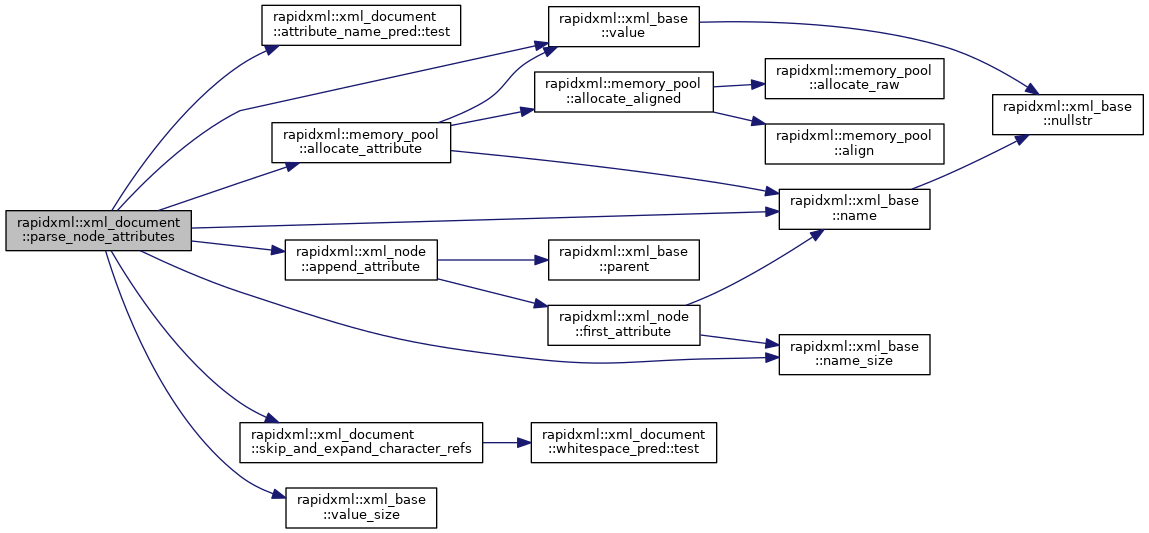 rapidxml::xml_document
::parse_node_attributes
rapidxml::xml_document
::attribute_name_pred::test
rapidxml::xml_base
::value
rapidxml::memory_pool
::allocate_attribute
rapidxml::memory_pool
::allocate_aligned
rapidxml::memory_pool
::allocate_raw
rapidxml::memory_pool
::align
rapidxml::xml_base
::nullstr
rapidxml::xml_base
::name
rapidxml::xml_node
::append_attribute
rapidxml::xml_base
::parent
rapidxml::xml_node
::first_attribute
rapidxml::xml_base
::name_size
rapidxml::xml_document
::skip_and_expand_character_refs
rapidxml::xml_document
::whitespace_pred::test
rapidxml::xml_base
::value_size